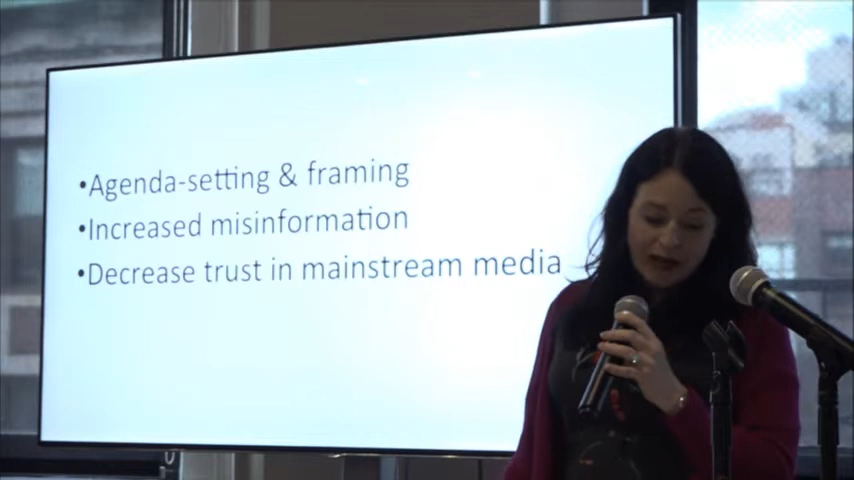 •Agenda-setting & framing
•Increased misinformation
•Decrease trust in mainstream media